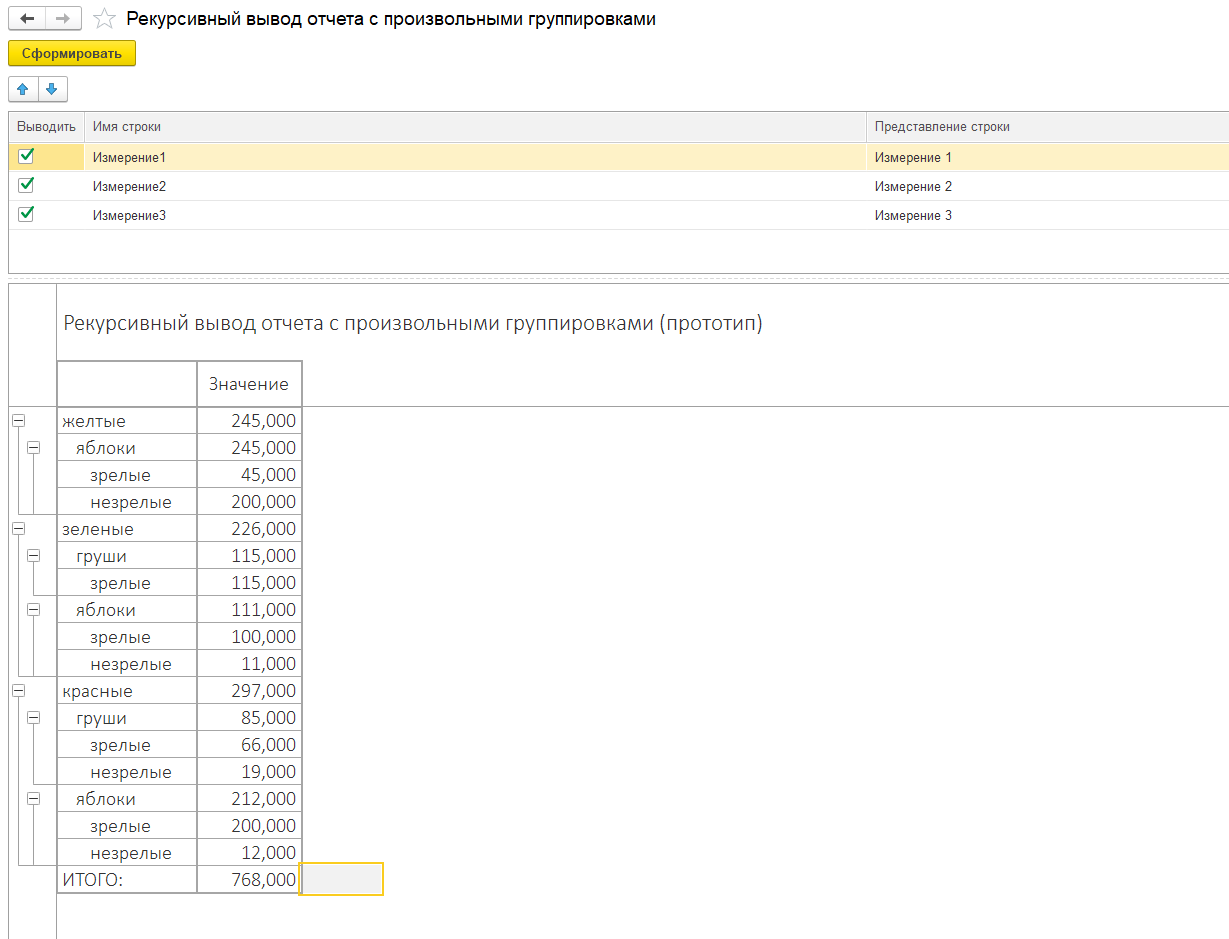 Рекурсивный вывод отчета с произвольными группировками
Сформировать
Выводить Имя строки Представление строки
Измерение1 Измерение 1
Измерение2 Измерение 2
Измерение3 Измерение 3
Рекурсивный вывод отчета с произвольными группировками (прототип)
Значение
желтые 245,000
яблоки 245,000
зрелые 45,000
незрелые 200,000
зеленые 226,000
груши 115,000
зрелые 115,000
яблоки 111,000
зрелые 100,000
незрелые 11,000
красные 297,000
груши 85,000
зрелые 66,000
незрелые 19,000
яблоки 212,000
зрелые 200,000
незрелые 12,000
ИТОГО: 768,000